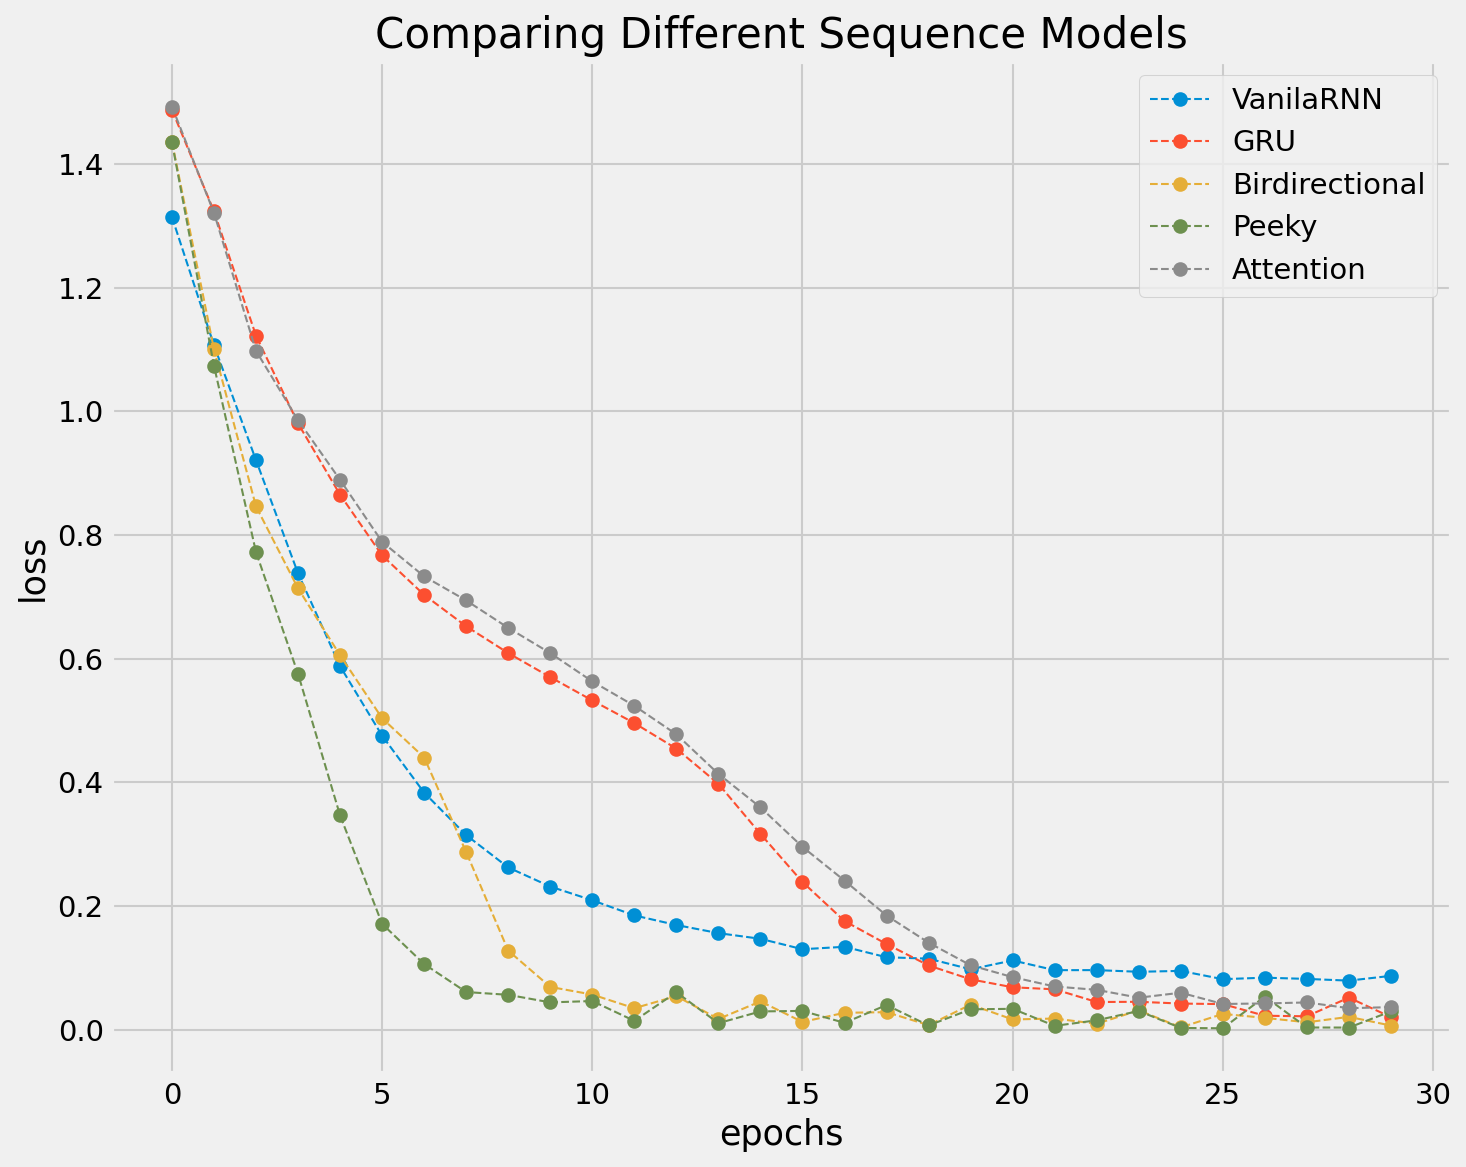 Comparing Different Sequence Models
VanilaRNN
GRU
Birdirectional
Peeky
Attention
1.4
1.2
1.0
0.8
0.6
0.4
0.2
0.0
loss
0 5 10 15 20 25 30
epochs